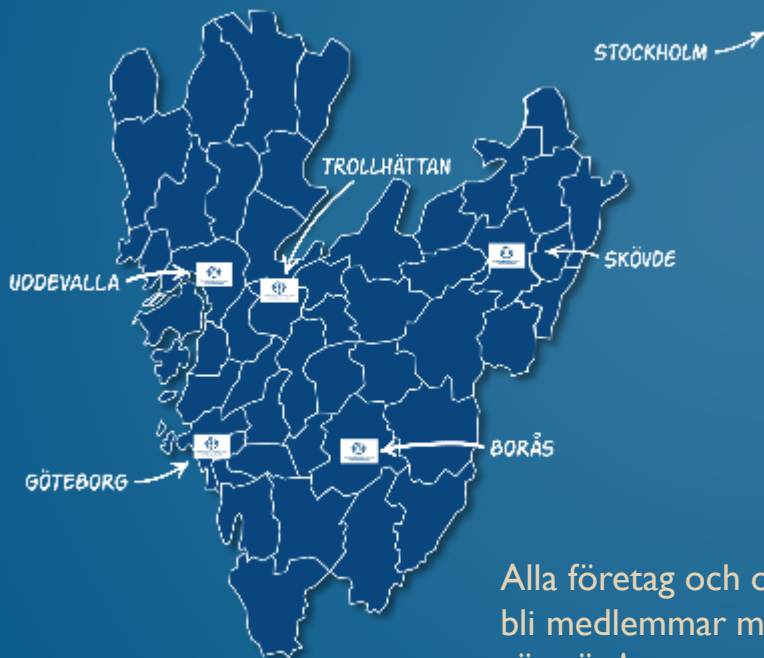 STOCKHOLM
TROLLHÄTTAN
UDDEVALLA
SKÖVDE
BORÅS
GÖTEBORG
Alla företag och
bli medlemmar